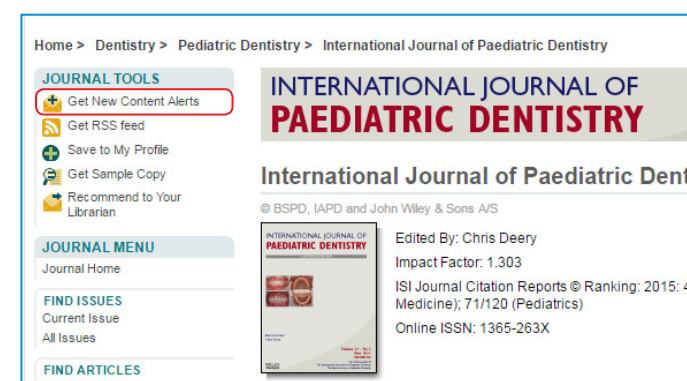 Home > Dentistry > Pediatric Dentistry > International Journal of Paediatric Dentistry
JOURNAL TOOLS
Get New Content Alerts
Get RSS feed
Save to My Profile
Get Sample Copy
Recommend to Your
Librarian
JOURNAL MENU
Journal Home
FIND ISSUES
Current Issue
All Issues
FIND ARTICLES
INTERNATIONAL JOURNAL OF
PAEDIATRIC DENTISTRY
International Journal of Paediatric Dent
© BSPD, IAPD and John Wiley & Sons A/S
INTERNATIONAL JOURNAL OF
PAEDIATRIC DENTISTRY
Edited By: Chris Deery
Impact Factor: 1.303
ISI Journal Citation Reports © Ranking: 2015: 4
Medicine); 71/120 (Pediatrics)
Online ISSN: 1365-263X